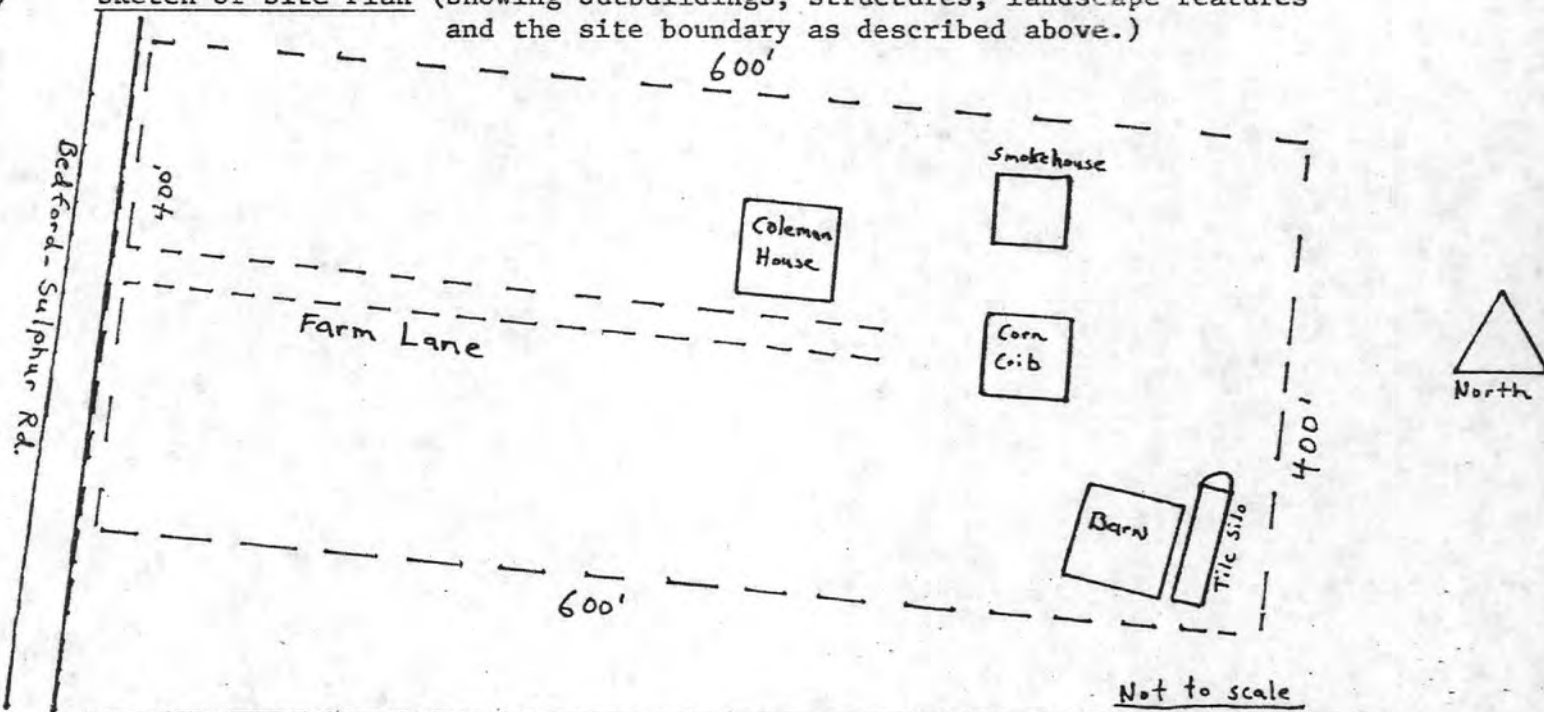 Sketch of Site Plan (Showing outbuildings, structures, landscape features
and the site boundary as described above.)
600'
Smokehouse
400'
Coleman
House
Bedford-Sulphur Rd.
Farm Lane
Corn
Crib
North
400'
Barn
Tile Silo
600'
Not to scale